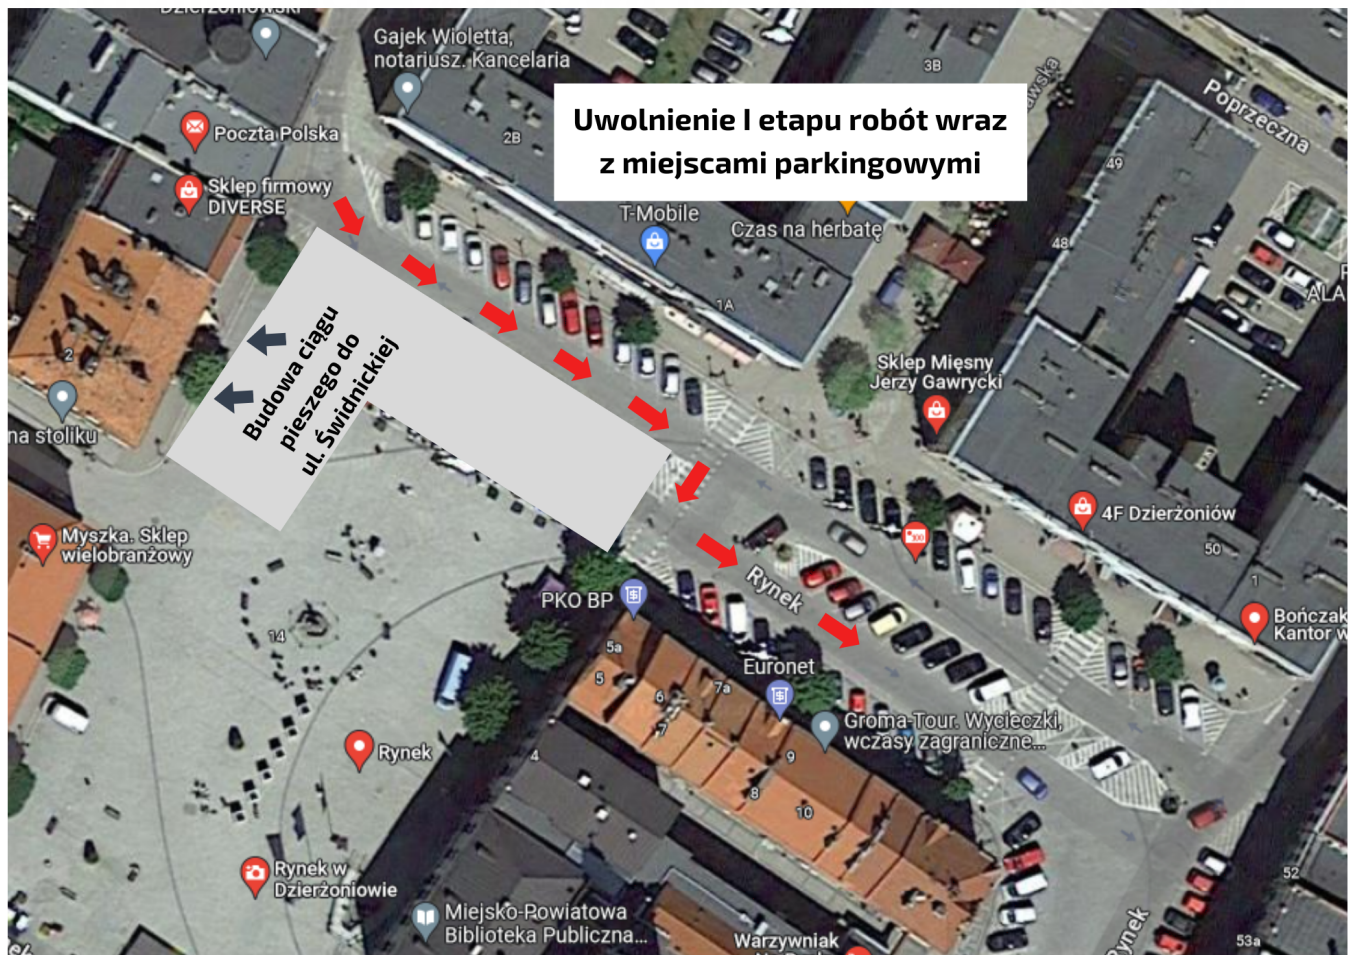 Dzierżoniowski
Gajek Wioletta,
notariusz. Kancelaria
3B
Uwolnienie I etapu robót wraz
z miejscami parkingowymi
Poprzeczna
Poczta Polska
2B
49
Sklep firmowy
DIVERSE
T-Mobile
Czas na herbatę
48
ALA
1A
Budowa ciągu
pieszego do
ul. Świdnickiej
2
Sklep Mięsny
Jerzy Gawrycki
na stoliku
4F Dzierżoniów
Myszka. Sklep
wielobranżowy
50
1
Rynek
PKO BP
Bończak
Kantor w
14
5a
5
6
7
7a
Euronet
Groma-Tour. Wycieczki,
wczasy zagraniczne...
Rynek
4
9
8
10
Rynek w
Dzierżoniowie
52
Miejsko-Powiatowa
Biblioteka Publiczna...
Warzywniak
Rynek
53a